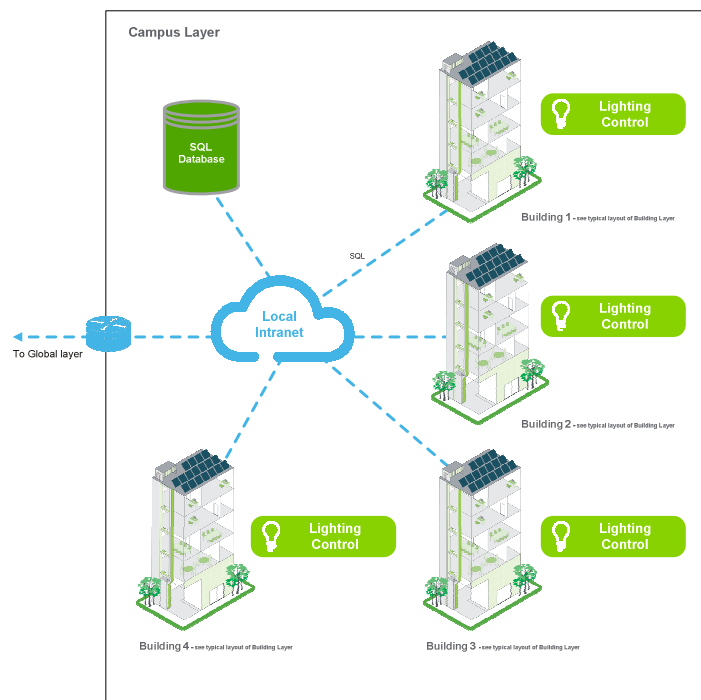 Campus Layer
SQL
Database
Lighting
Control
Building 1 - see typical layout of Building Layer
SQL
Local
Intranet
Lighting
Control
To Global layer
Building 2 - see typical layout of Building Layer
Lighting
Control
Lighting
Control
Building 4 - see typical layout of Building Layer
Building 3 - see typical layout of Building Layer